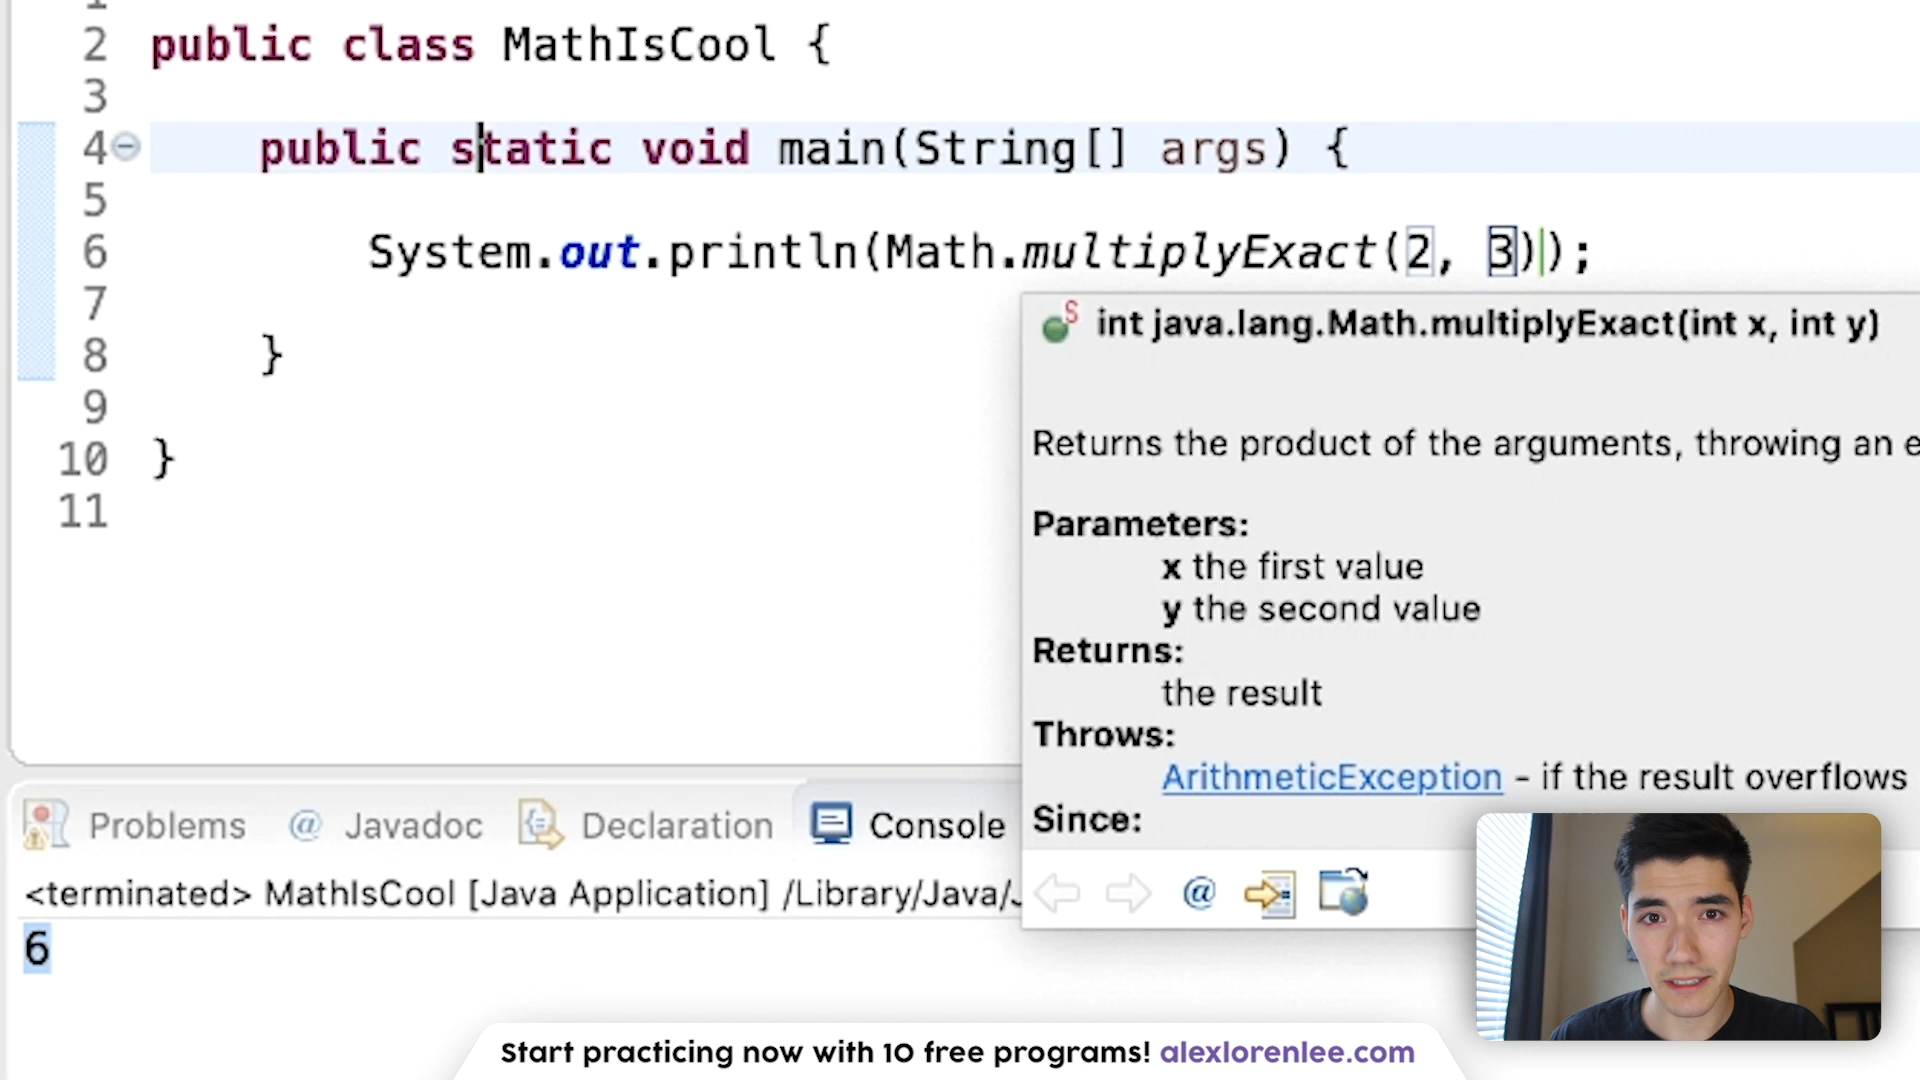 2 public class MathIsCool {
3
4 public static void main(String[] args) {
5
6 System.out.println(Math.multiplyExact(2, 3));
7
8 }
9
10 }
11
int java.lang.Math.multiplyExact(int x, int y)
Returns the product of the arguments, throwing an e
Parameters:
x the first value
y the second value
Returns:
the result
Throws:
ArithmeticException - if the result overflows
Since:
@
Problems @ Javadoc Declaration Console
<terminated> MathIsCool [Java Application] /Library/Java/
6
Start practicing now with 10 free programs! alexlorenlee.com